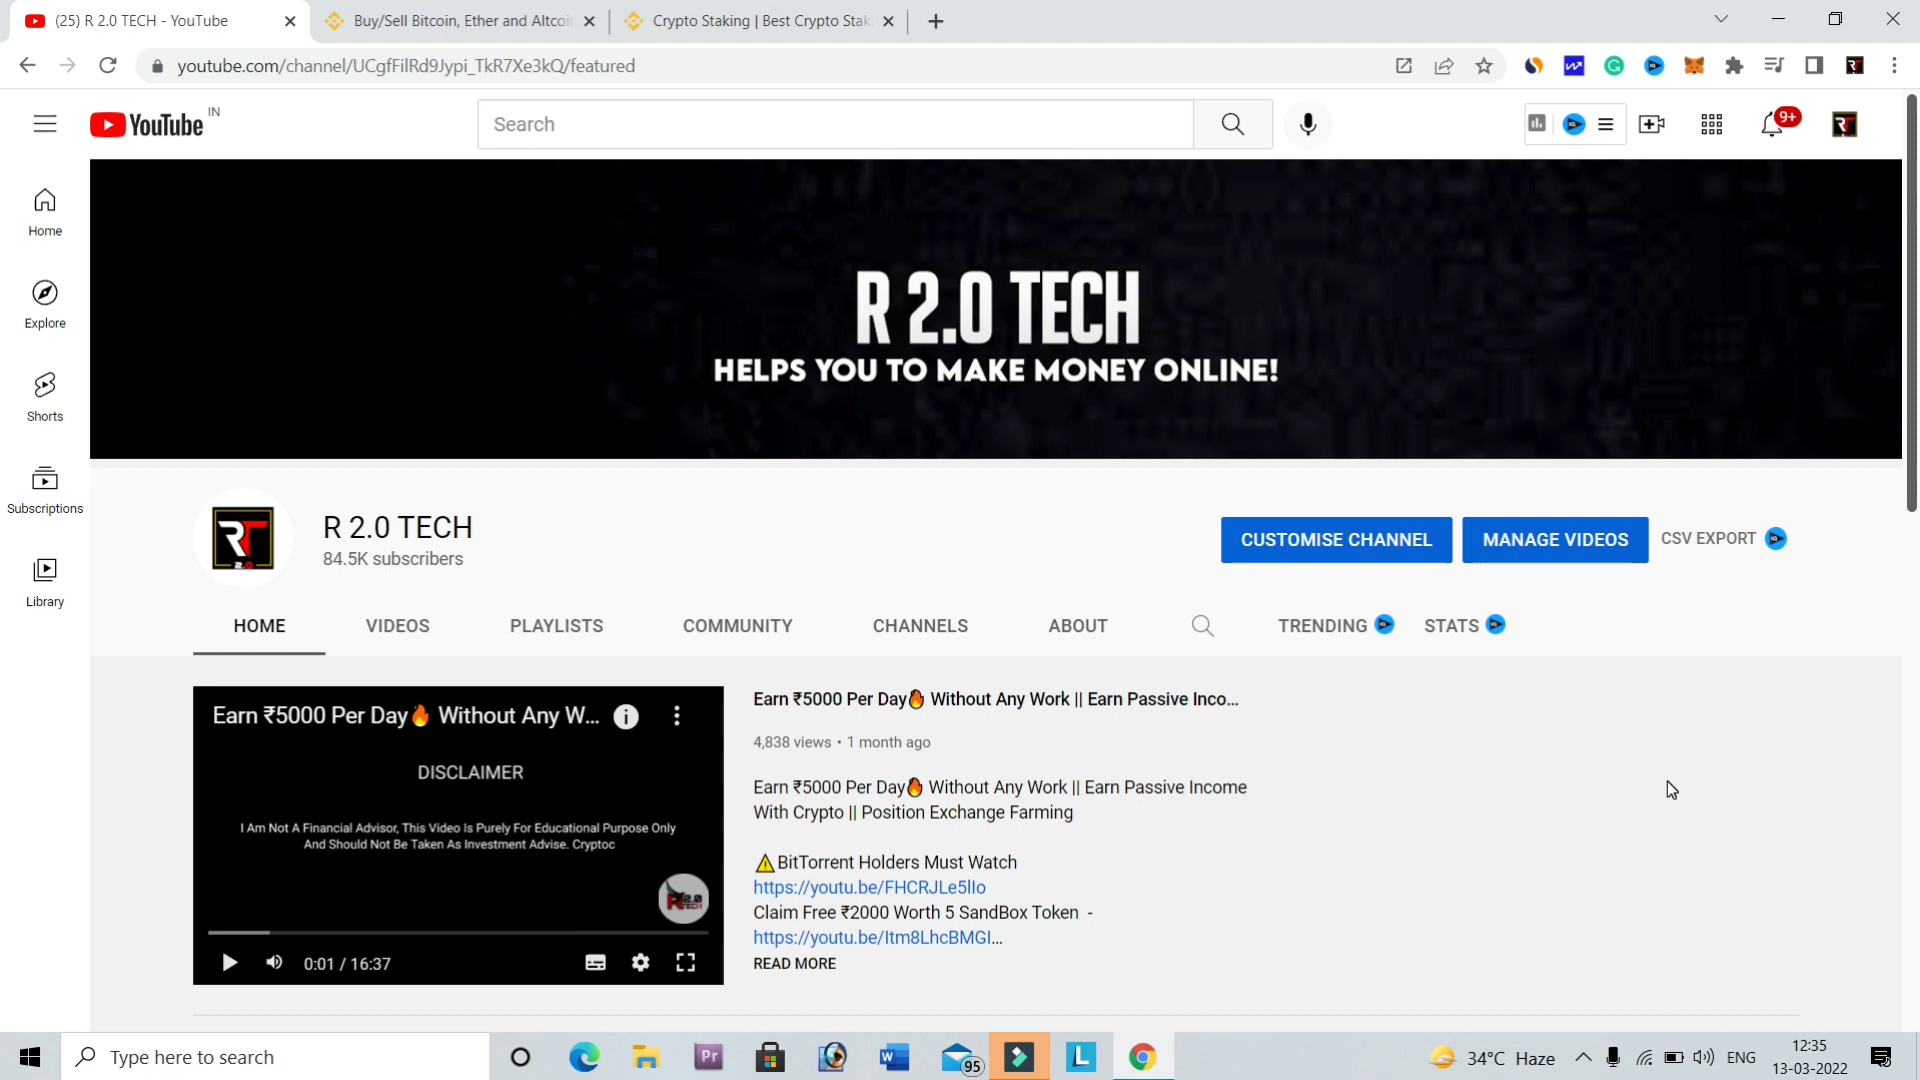 (25) R 2.0 TECH - YouTube
Buy/Sell Bitcoin, Ether and Altcoi
Crypto Staking | Best Crypto Stak
youtube.com/channel/UCgfFilRd9Jypi_TkR7Xe3kQ/featured
YouTube IN
Search
9+
Home
Explore
Shorts
Subscriptions
Library
R 2.0 TECH
HELPS YOU TO MAKE MONEY ONLINE!
R 2.0 TECH
84.5K subscribers
CUSTOMISE CHANNEL
MANAGE VIDEOS
CSV EXPORT
HOME
VIDEOS
PLAYLISTS
COMMUNITY
CHANNELS
ABOUT
TRENDING
STATS
Earn ₹5000 Per Day🔥 Without Any W...
DISCLAIMER
I Am Not A Financial Advisor, This Video Is Purely For Educational Purpose Only
And Should Not Be Taken As Investment Advise. Cryptoc
0:01 / 16:37
Earn ₹5000 Per Day🔥 Without Any Work || Earn Passive Inco...
4,838 views • 1 month ago
Earn ₹5000 Per Day🔥 Without Any Work || Earn Passive Income
With Crypto || Position Exchange Farming
⚠BitTorrent Holders Must Watch
https://youtu.be/FHCRJLe5lIo
Claim Free ₹2000 Worth 5 SandBox Token -
https://youtu.be/Itm8LhcBMGI...
READ MORE
Type here to search
Pr
W
95
L
34°C Haze
ENG
12:35
13-03-2022